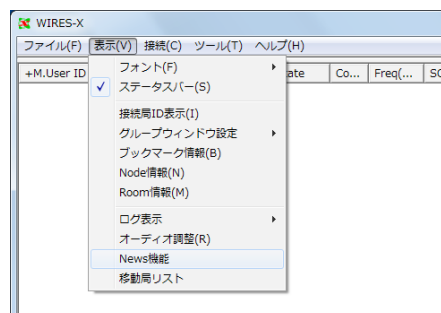 WIRES-X
ファイル(F) 表示(V) 接続(C) ツール(T) ヘルプ(H)
+M.User ID ate Co... Freq(... SQ
フォント(F)
ステータスバー(S)
接続局ID表示(I)
グループウィンドウ設定
ブックマーク情報(B)
Node情報(N)
Room情報(M)
ログ表示
オーディオ調整(R)
News機能
移動局リスト